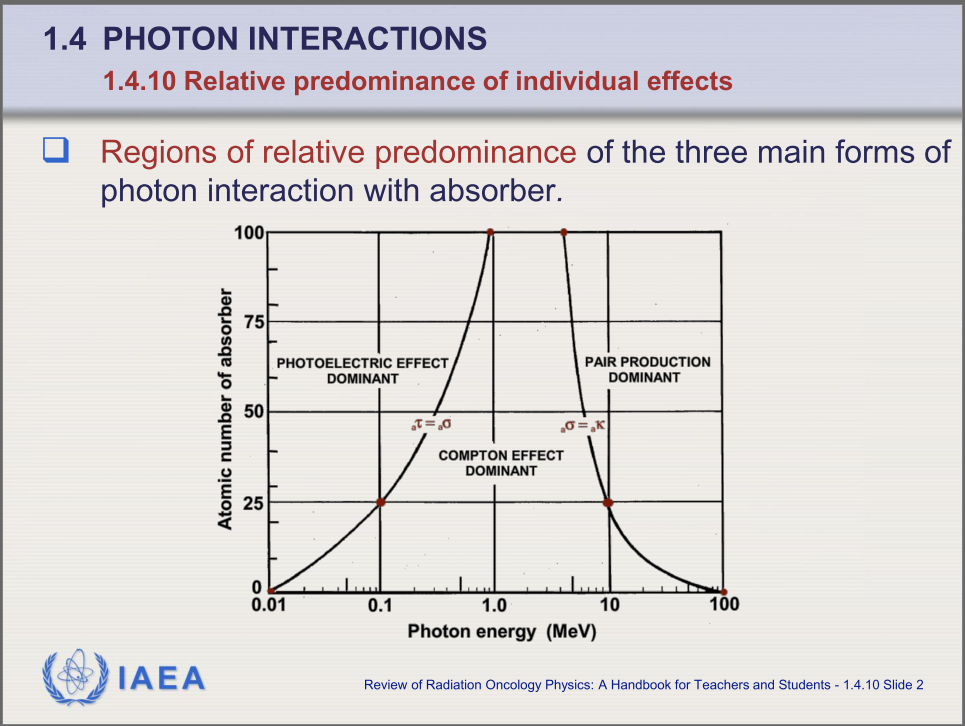 1.4 PHOTON INTERACTIONS
1.4.10 Relative predominance of individual effects
Regions of relative predominance of the three main forms of
photon interaction with absorber.
100
75
50
25
0
Atomic number of absorber
PHOTOELECTRIC EFFECT
DOMINANT
PAIR PRODUCTION
DOMINANT
aτ = aσ
aσ = aκ
COMPTON EFFECT
DOMINANT
0.01 0.1 1.0 10 100
Photon energy (MeV)
IAEA
Review of Radiation Oncology Physics: A Handbook for Teachers and Students - 1.4.10 Slide 2